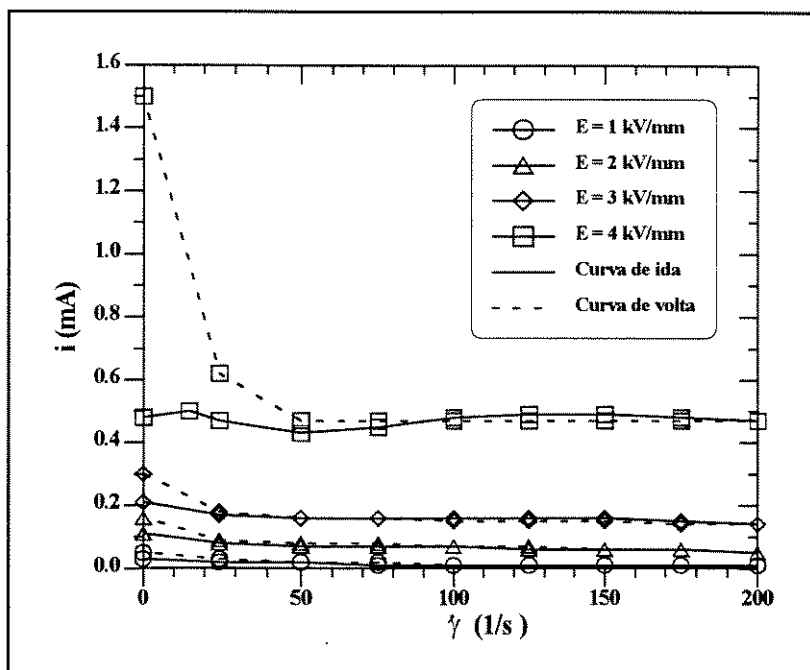 1.6
1.4
1.2
1.0
0.8
0.6
0.4
0.2
0.0
i (mA)
E = 1 kV/mm
E = 2 kV/mm
E = 3 kV/mm
E = 4 kV/mm
Curva de ida
Curva de volta
0 50 100 150 200
γ̇ (1/s)